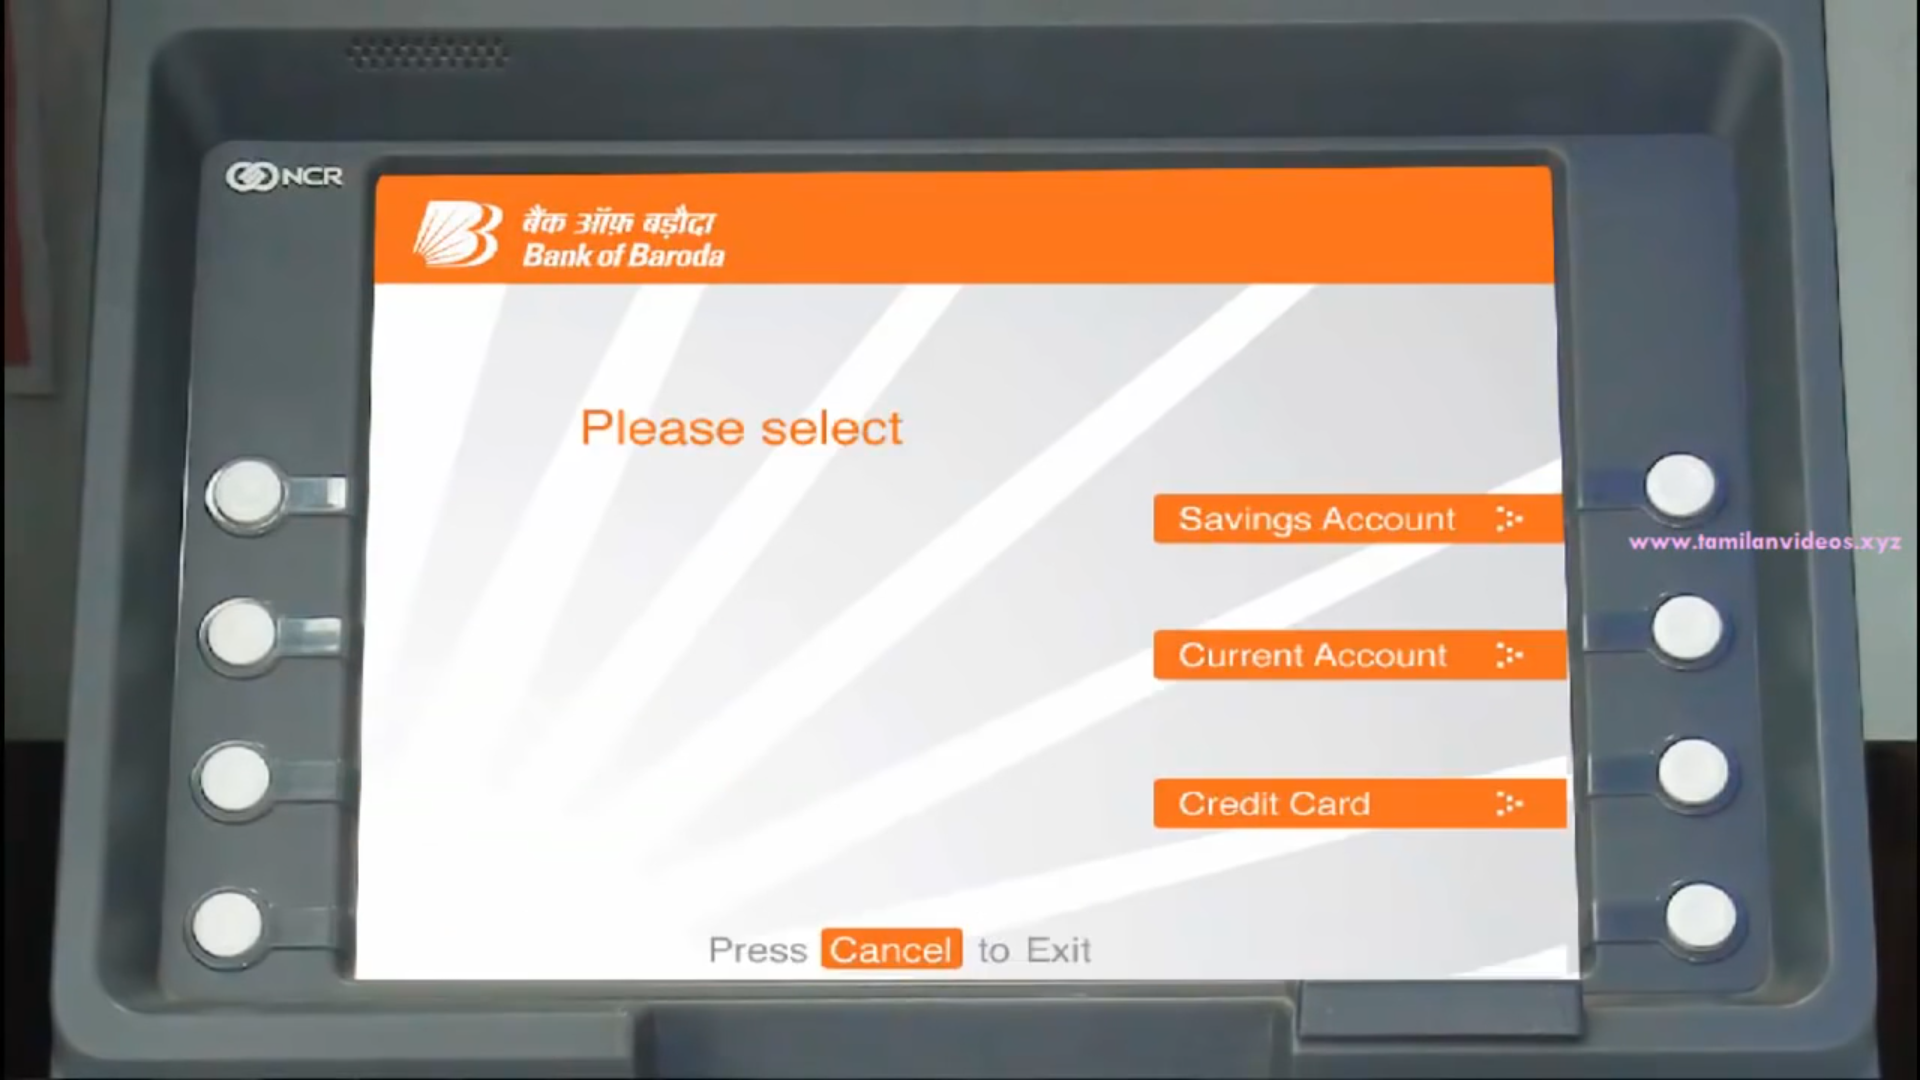 NCR
बैंक ऑफ़ बड़ौदा
Bank of Baroda
Please select
Savings Account
www.tamilanvideos.xyz
Current Account
Credit Card
Press Cancel to Exit